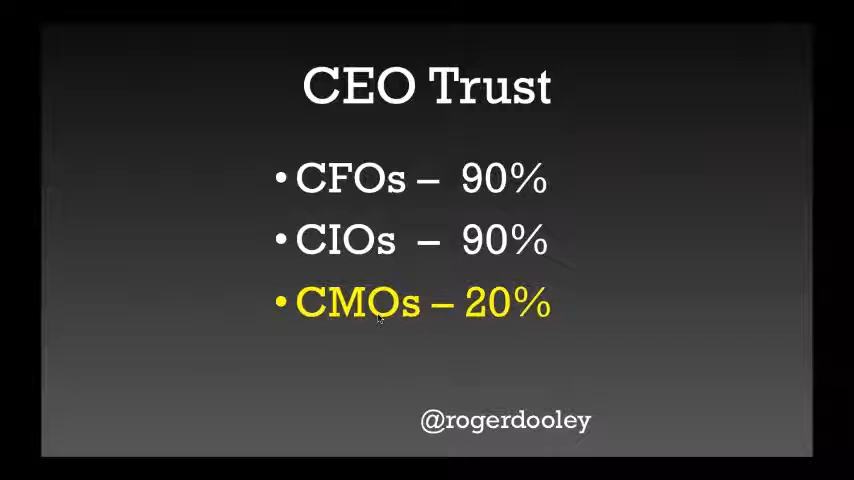 CEO Trust
• CFOs – 90%
• CIOs – 90%
• CMOs – 20%
@rogerdooley